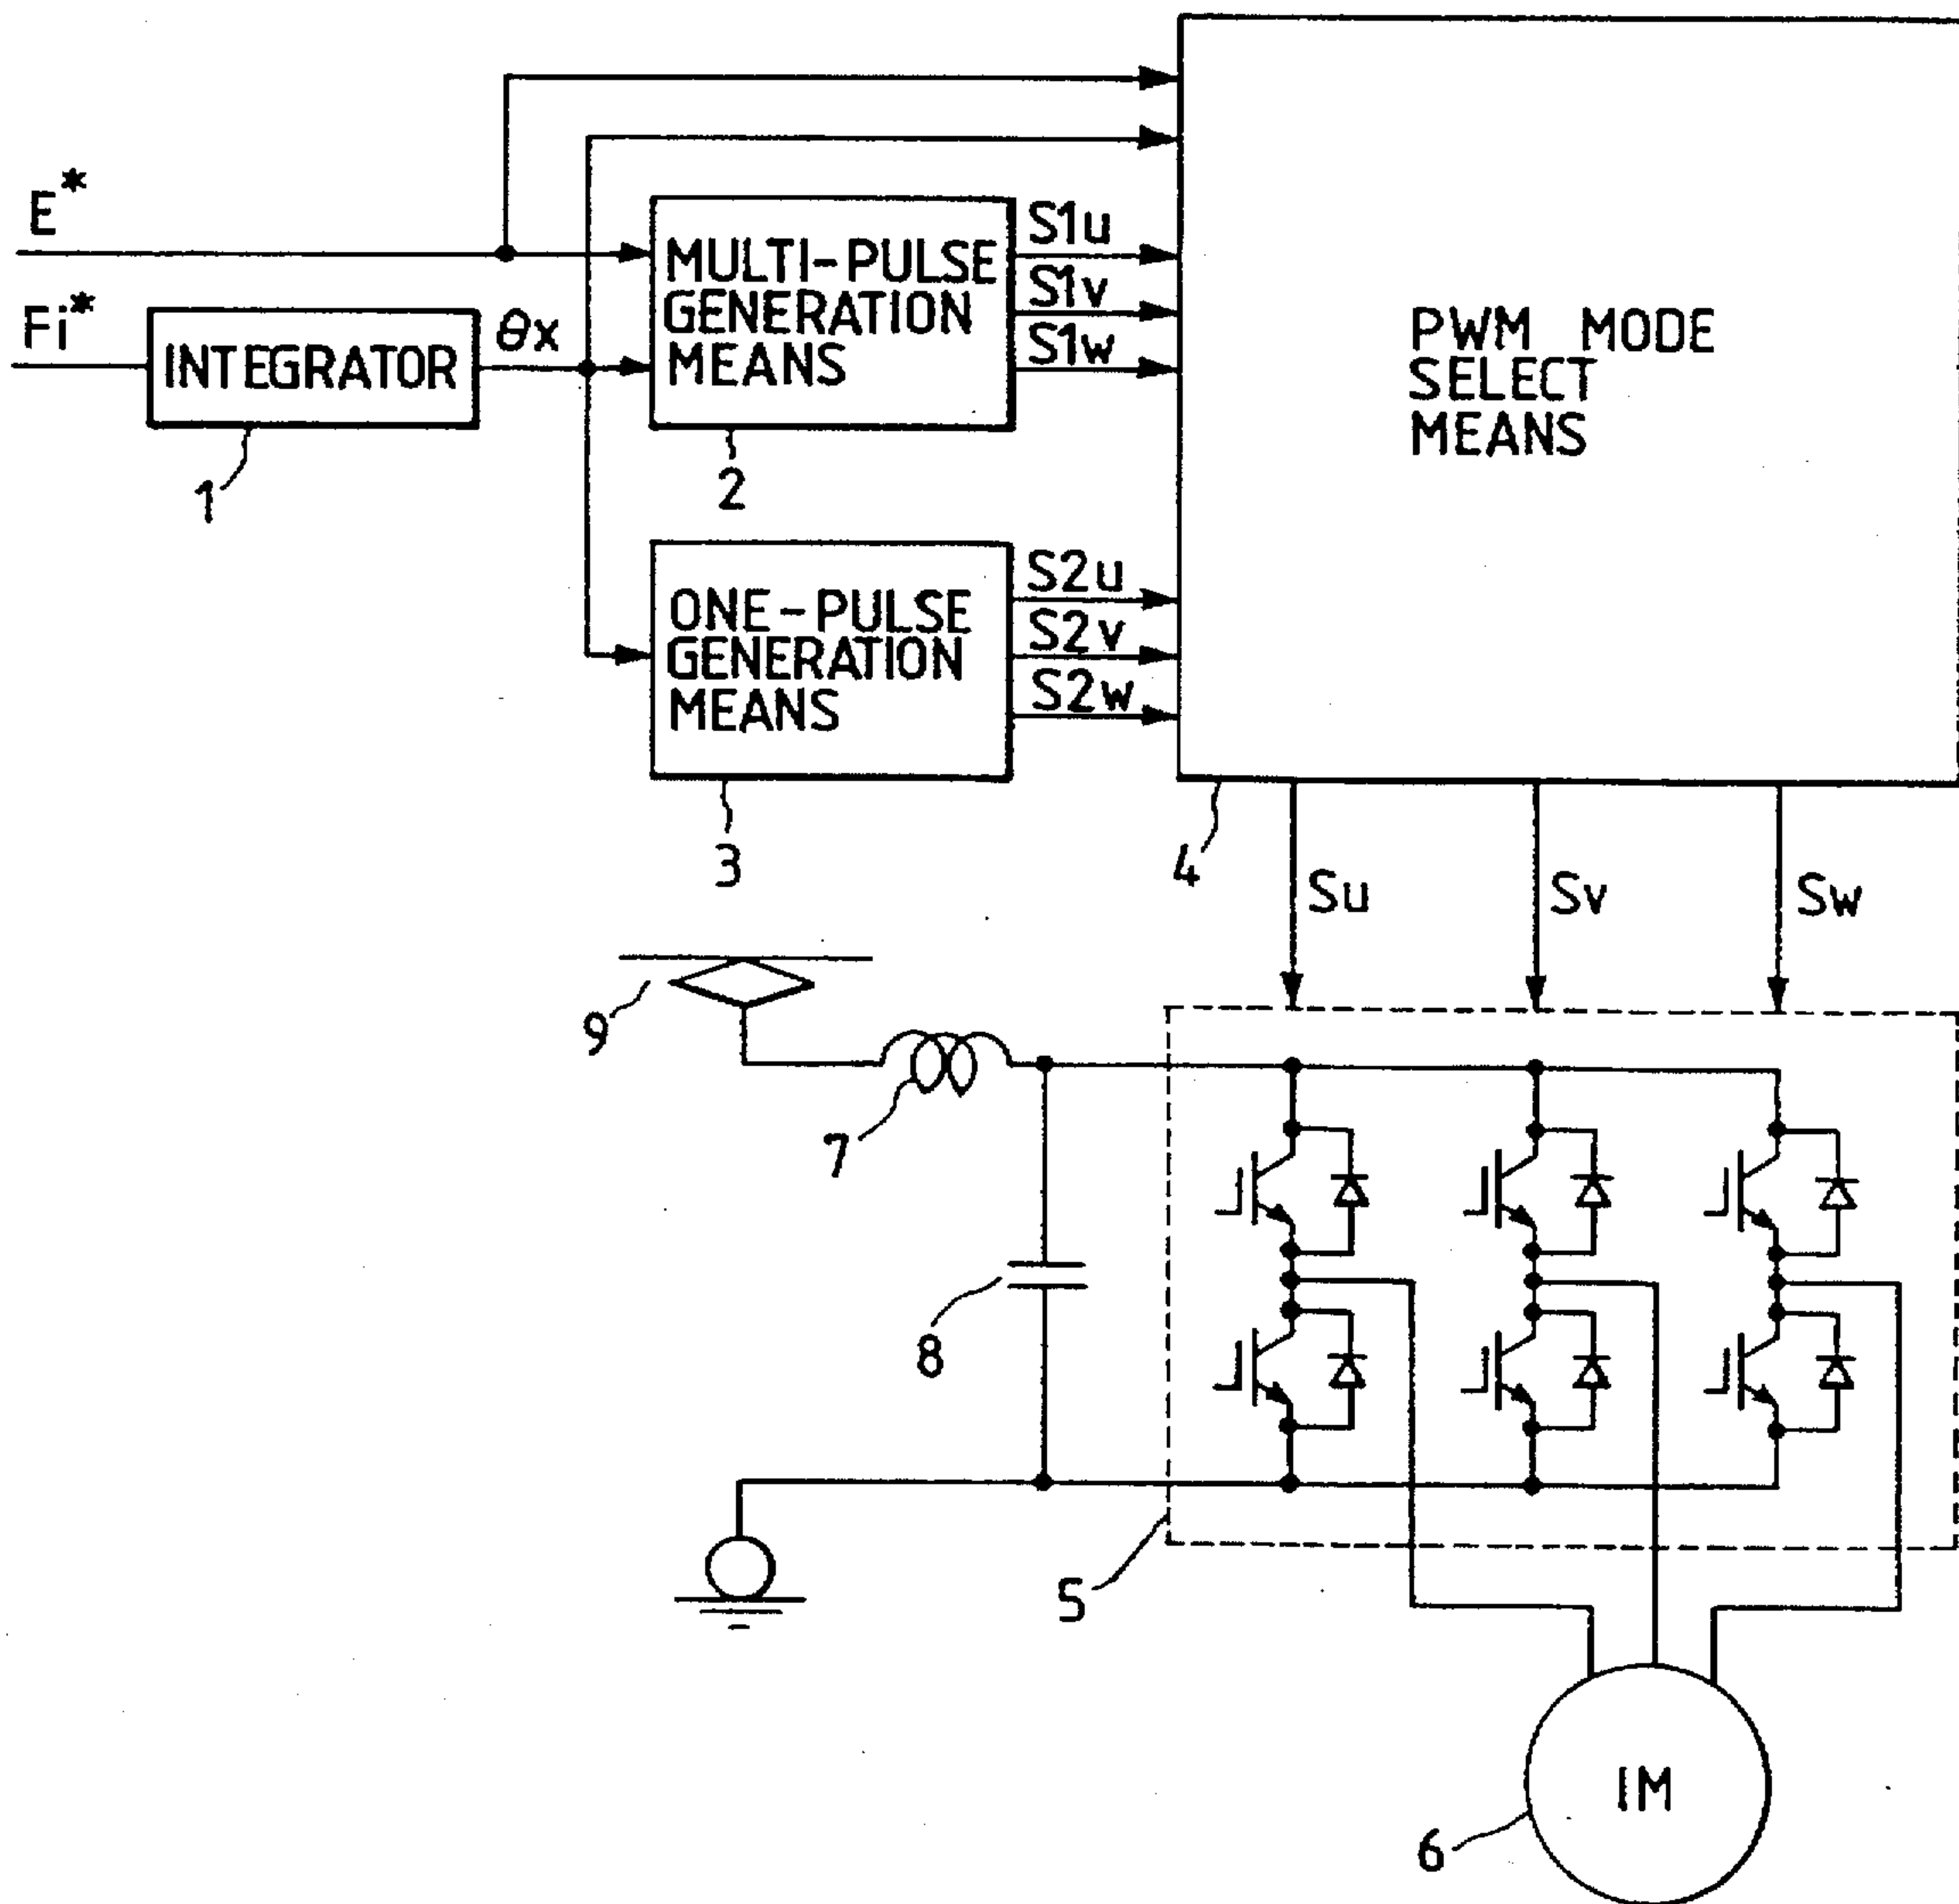 E*
Fi*
INTEGRATOR
θx
1
MULTI-PULSE
GENERATION
MEANS
2
S1u
S1v
S1w
ONE-PULSE
GENERATION
MEANS
3
S2u
S2v
S2w
PWM MODE
SELECT
MEANS
4
Su
Sv
Sw
9
7
8
5
IM
6